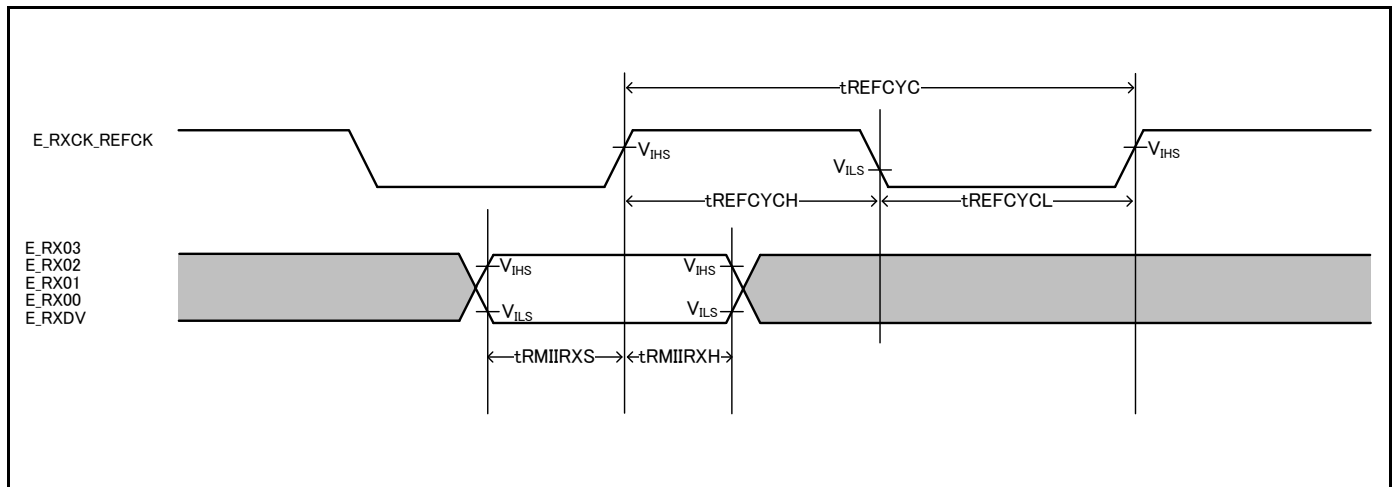 tREFCYC
E_RXCK_REFCK
VIHS
VILS
VIHS
tREFCYCH
tREFCYCL
E_RX03
E_RX02
E_RX01
E_RX00
E_RXDV
VIHS
VIHS
VILS
VILS
tRMIIRXS
tRMIIRXH